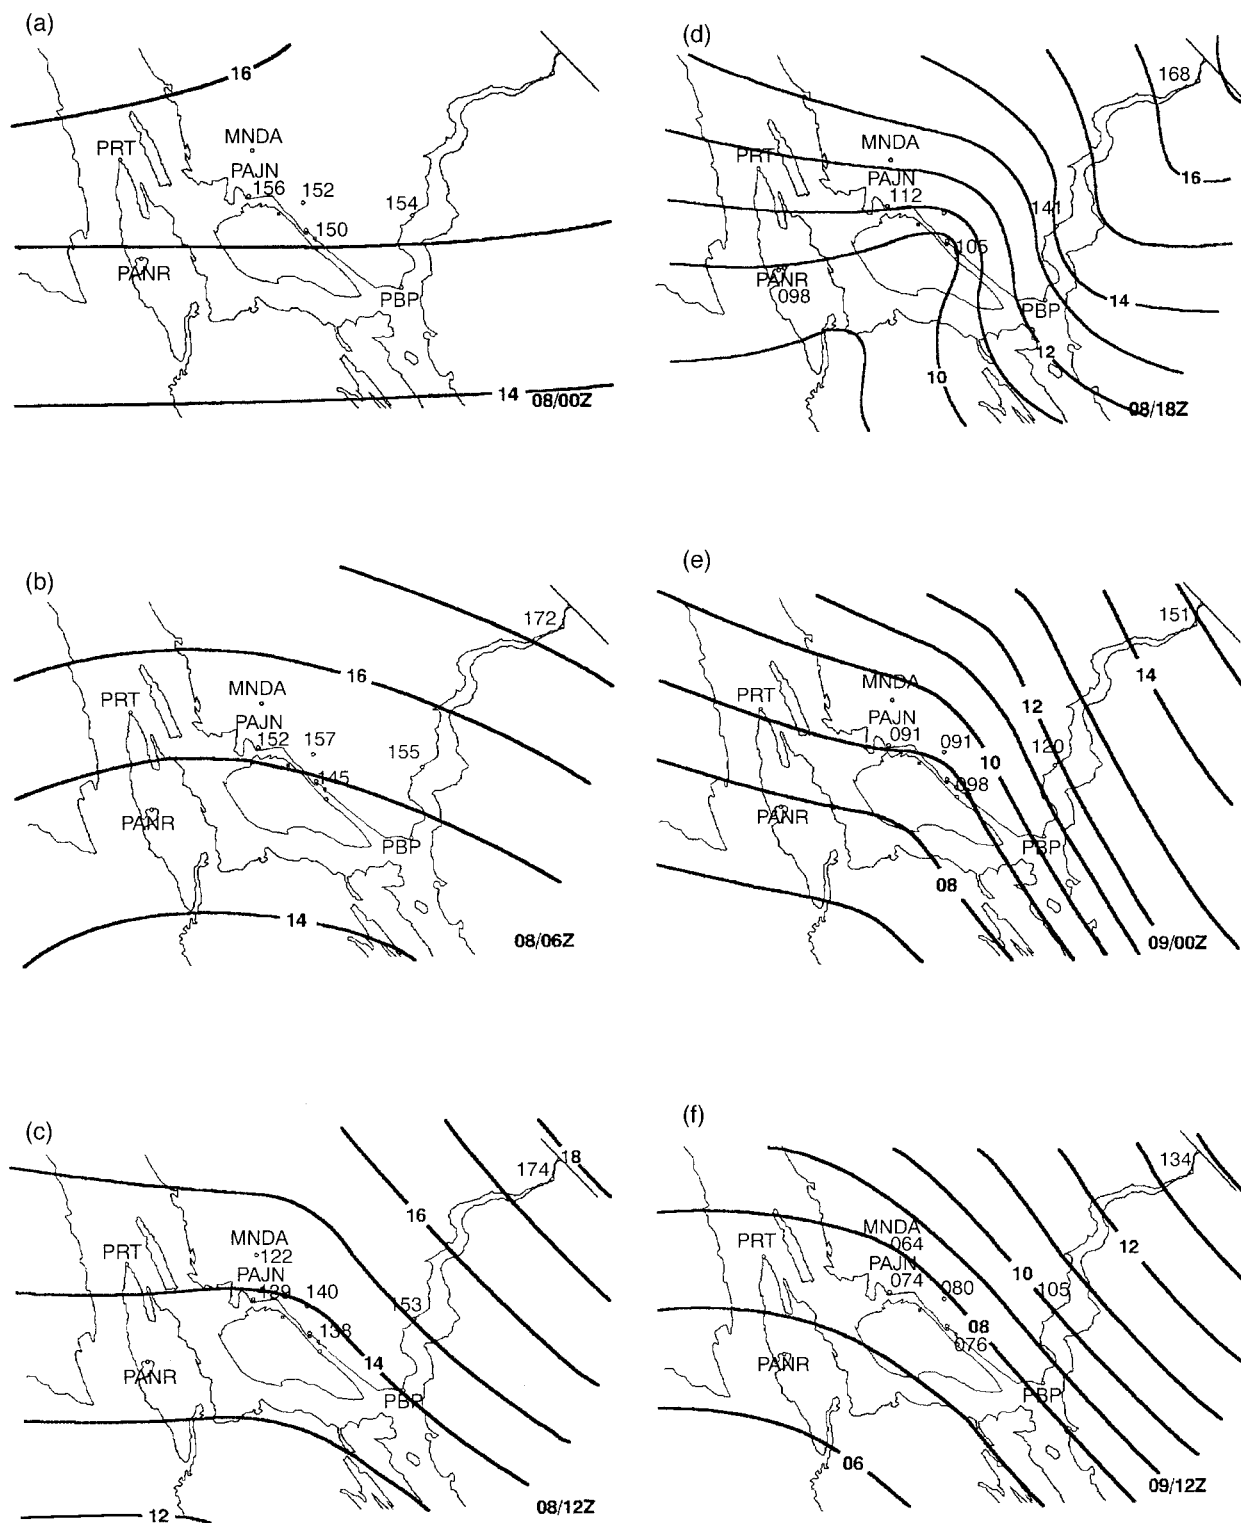 (a)
16
MNDA
PRT
PAJN
156
152
154
150
PANR
PBP
14
08/00Z
(b)
172
16
MNDA
PRT
PAJN
152
157
155
145
PANR
PBP
14
08/06Z
(c)
18
174
16
MNDA
122
PRT
PAJN
139
140
153
138
14
PANR
PBP
12
08/12Z
(d)
168
MNDA
PRT
PAJN
112
16
141
105
PANR
098
PBP
14
12
10
08/18Z
(e)
151
MNDA
14
PRT
12
PAJN
091
091
120
10
098
PANR
PBP
08
09/00Z
(f)
134
MNDA
064
PRT
12
PAJN
074
10
080
105
08
076
PANR
PBP
06
09/12Z